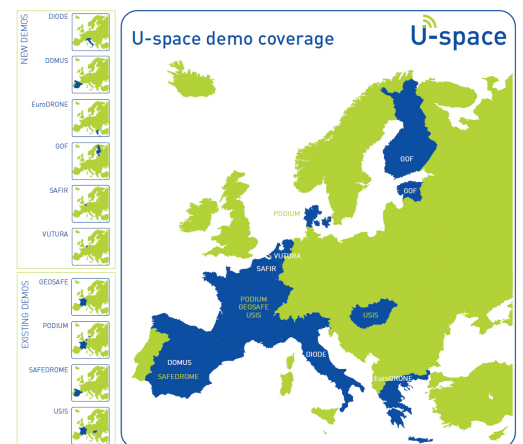 NEW DEMOS
DIODE
DOMUS
EuroDRONE
GOF
SAFIR
VUTURA
EXISTING DEMOS
GEOSAFE
PODIUM
SAFEDROME
USIS
U-space demo coverage
U-space
GOF
GOF
PODIUM
VUTURA
SAFIR
PODIUM
GEOSAFE
USIS
USIS
DIODE
DOMUS
SAFEDROME
EuroDRONE